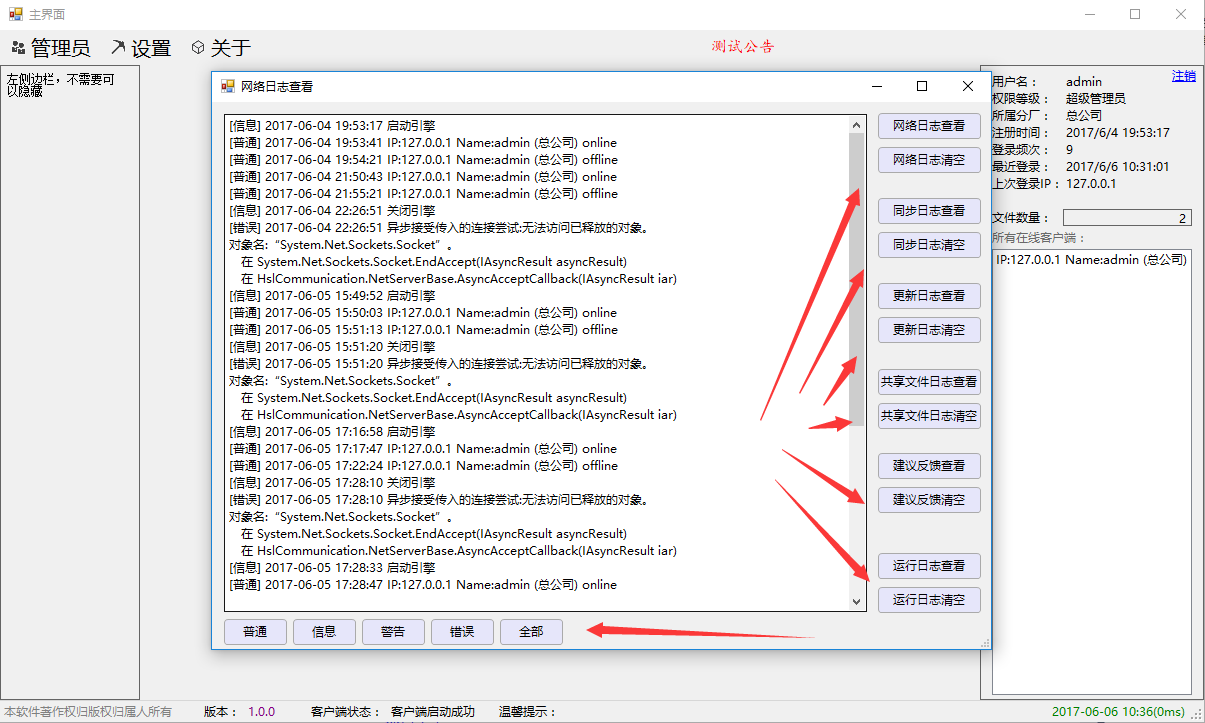 主界面
管理员 设置 关于
测试公告
左侧边栏，不需要可
以隐藏
网络日志查看
[信息] 2017-06-04 19:53:17 启动引擎
[普通] 2017-06-04 19:53:41 IP:127.0.0.1 Name:admin (总公司) online
[普通] 2017-06-04 19:54:21 IP:127.0.0.1 Name:admin (总公司) offline
[普通] 2017-06-04 21:50:43 IP:127.0.0.1 Name:admin (总公司) online
[普通] 2017-06-04 21:55:21 IP:127.0.0.1 Name:admin (总公司) offline
[信息] 2017-06-04 22:26:51 关闭引擎
[错误] 2017-06-04 22:26:51 异步接受传入的连接尝试:无法访问已释放的对象。
对象名:“System.Net.Sockets.Socket”。
在 System.Net.Sockets.Socket.EndAccept(IAsyncResult asyncResult)
在 HslCommunication.NetServerBase.AsyncAcceptCallback(IAsyncResult iar)
[信息] 2017-06-05 15:49:52 启动引擎
[普通] 2017-06-05 15:50:03 IP:127.0.0.1 Name:admin (总公司) online
[普通] 2017-06-05 15:51:13 IP:127.0.0.1 Name:admin (总公司) offline
[信息] 2017-06-05 15:51:20 关闭引擎
[错误] 2017-06-05 15:51:20 异步接受传入的连接尝试:无法访问已释放的对象。
对象名:“System.Net.Sockets.Socket”。
在 System.Net.Sockets.Socket.EndAccept(IAsyncResult asyncResult)
在 HslCommunication.NetServerBase.AsyncAcceptCallback(IAsyncResult iar)
[信息] 2017-06-05 17:16:58 启动引擎
[普通] 2017-06-05 17:17:47 IP:127.0.0.1 Name:admin (总公司) online
[普通] 2017-06-05 17:22:24 IP:127.0.0.1 Name:admin (总公司) offline
[信息] 2017-06-05 17:28:10 关闭引擎
[错误] 2017-06-05 17:28:10 异步接受传入的连接尝试:无法访问已释放的对象。
对象名:“System.Net.Sockets.Socket”。
在 System.Net.Sockets.Socket.EndAccept(IAsyncResult asyncResult)
在 HslCommunication.NetServerBase.AsyncAcceptCallback(IAsyncResult iar)
[信息] 2017-06-05 17:28:33 启动引擎
[普通] 2017-06-05 17:28:47 IP:127.0.0.1 Name:admin (总公司) online
普通 信息 警告 错误 全部
网络日志查看
网络日志清空
同步日志查看
同步日志清空
更新日志查看
更新日志清空
共享文件日志查看
共享文件日志清空
建议反馈查看
建议反馈清空
运行日志查看
运行日志清空
注销
用户名： admin
权限等级： 超级管理员
所属分厂： 总公司
注册时间： 2017/6/4 19:53:17
登录频次： 9
最近登录： 2017/6/6 10:31:01
上次登录IP： 127.0.0.1
文件数量： 2
所有在线客户端：
IP:127.0.0.1 Name:admin (总公司)
本软件著作权归版权归属人所有 版本： 1.0.0 客户端状态： 客户端启动成功 温馨提示： 2017-06-06 10:36(0ms)